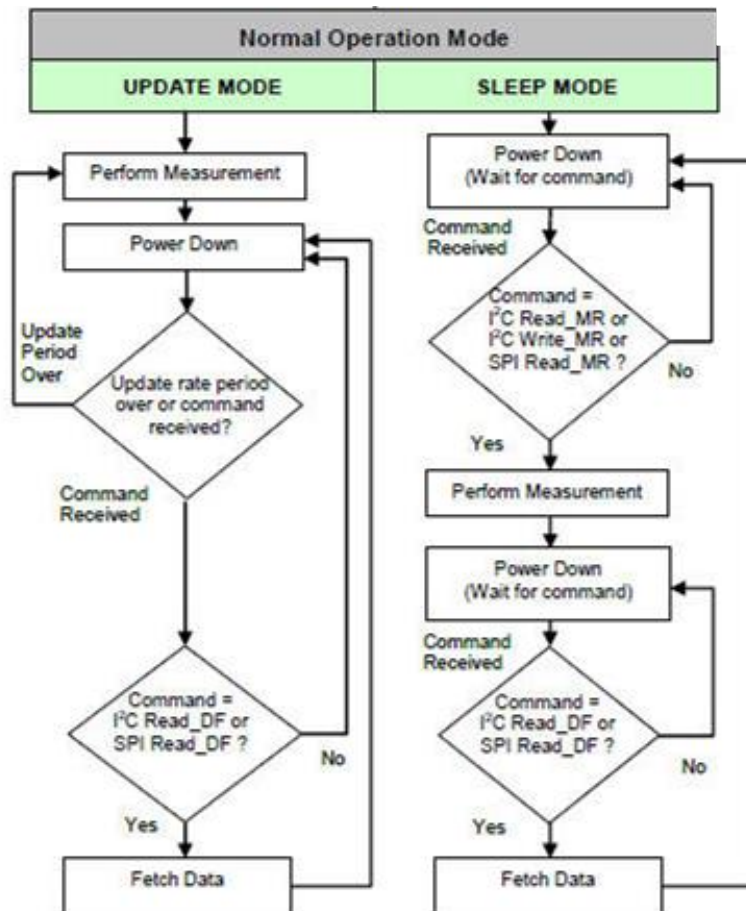 Normal Operation Mode
UPDATE MODE
SLEEP MODE
Perform Measurement
Power Down
Update
Period
Over
Update rate period
over or command
received?
Command
Received
Command =
I²C Read_DF or
SPI Read_DF ?
No
Yes
Fetch Data
Power Down
(Wait for command)
Command
Received
Command =
I²C Read_MR or
I²C Write_MR or
SPI Read_MR ?
No
Yes
Perform Measurement
Power Down
(Wait for command)
Command
Received
Command =
I²C Read_DF or
SPI Read_DF ?
No
Yes
Fetch Data